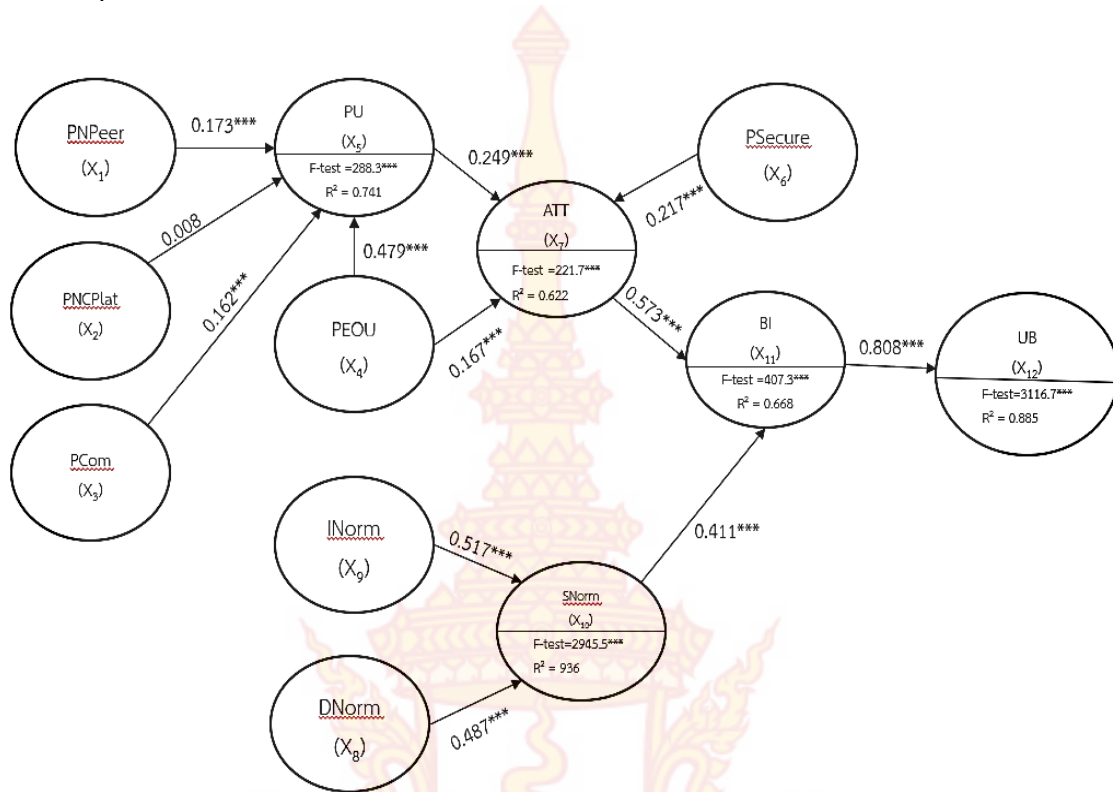 PNPeer
(X1)
0.173***
PU
(X5)
F-test =288.3***
R² = 0.741
0.249***
PSecure
(X6)
0.217***
ATT
(X7)
F-test =221.7***
R² = 0.622
0.008
PNCPlat
(X2)
0.162***
0.479***
PEOU
(X4)
0.167***
0.573***
BI
(X11)
F-test =407.3***
R² = 0.668
0.808***
UB
(X12)
F-test=3116.7***
R² = 0.885
PCom
(X3)
INorm
(X9)
0.517***
0.411***
SNorm
(X10)
F-test=2945.5***
R² = 936
DNorm
(X8)
0.487***